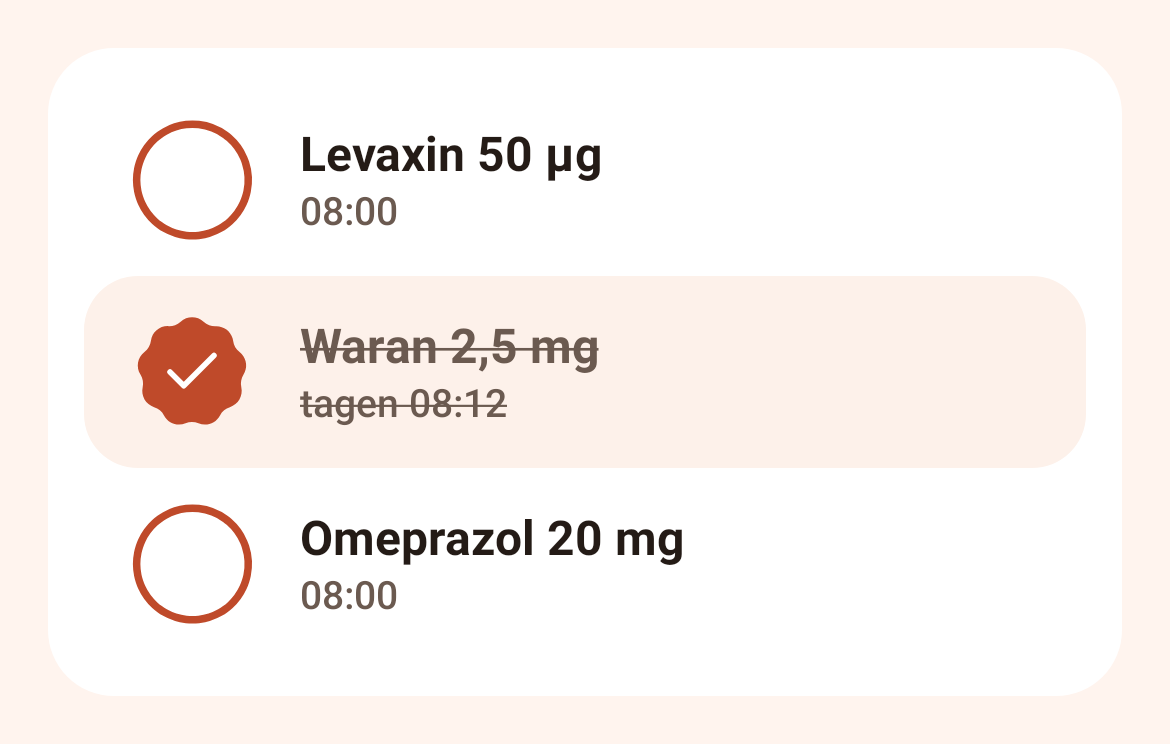 Levaxin 50 µg
08:00
Waran 2,5 mg
tagen 08:12
Omeprazol 20 mg
08:00